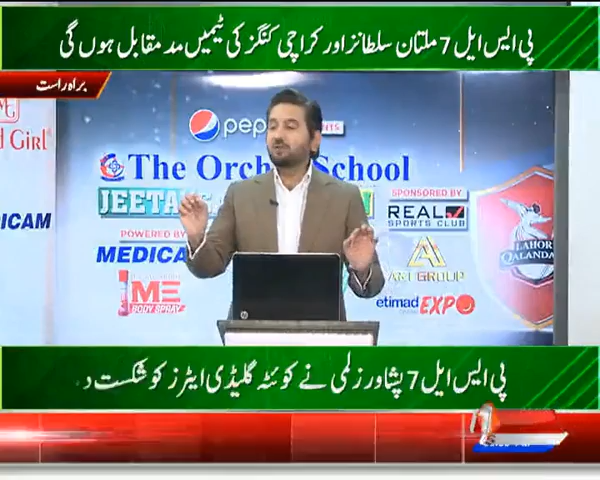 پی ایس ایل 7 ملتان سلطانز اور کراچی کنگز کی ٹیمیں مدمقابل ہوں گی
براہ راست
MG
d Girl
pepsi
The Orch School
JEETA
SPONSORED BY
REAL
SPORTS CLUB
POWERED BY
MEDICA
EDICAM
ME
BODY SPRAY
GROUP
etimad EXPO
LAHORE
QALANDA
پی ایس ایل 7 پشاور زلمی نے کوئٹہ گلیڈی ایٹرز کو شکست د